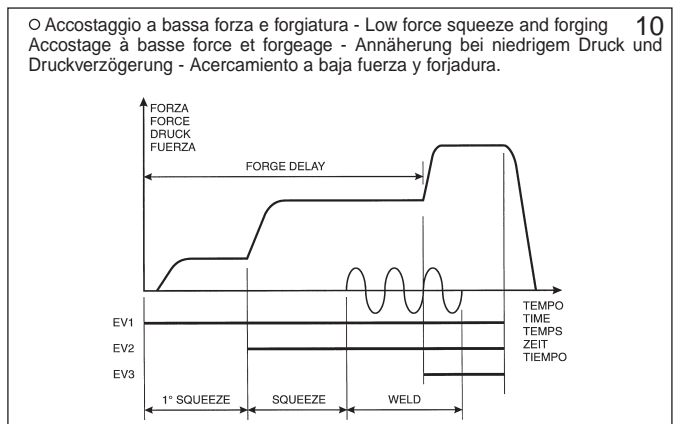 O Accostaggio a bassa forza e forgiatura - Low force squeeze and forging 10
Accostage à basse force et forgeage - Annäherung bei niedrigem Druck und
Druckverzögerung - Acercamiento a baja fuerza y forjadura.
FORZA
FORCE
DRUCK
FUERZA
FORGE DELAY
TEMPO
TIME
TEMPS
ZEIT
TIEMPO
EV1
EV2
EV3
1° SQUEEZE SQUEEZE WELD